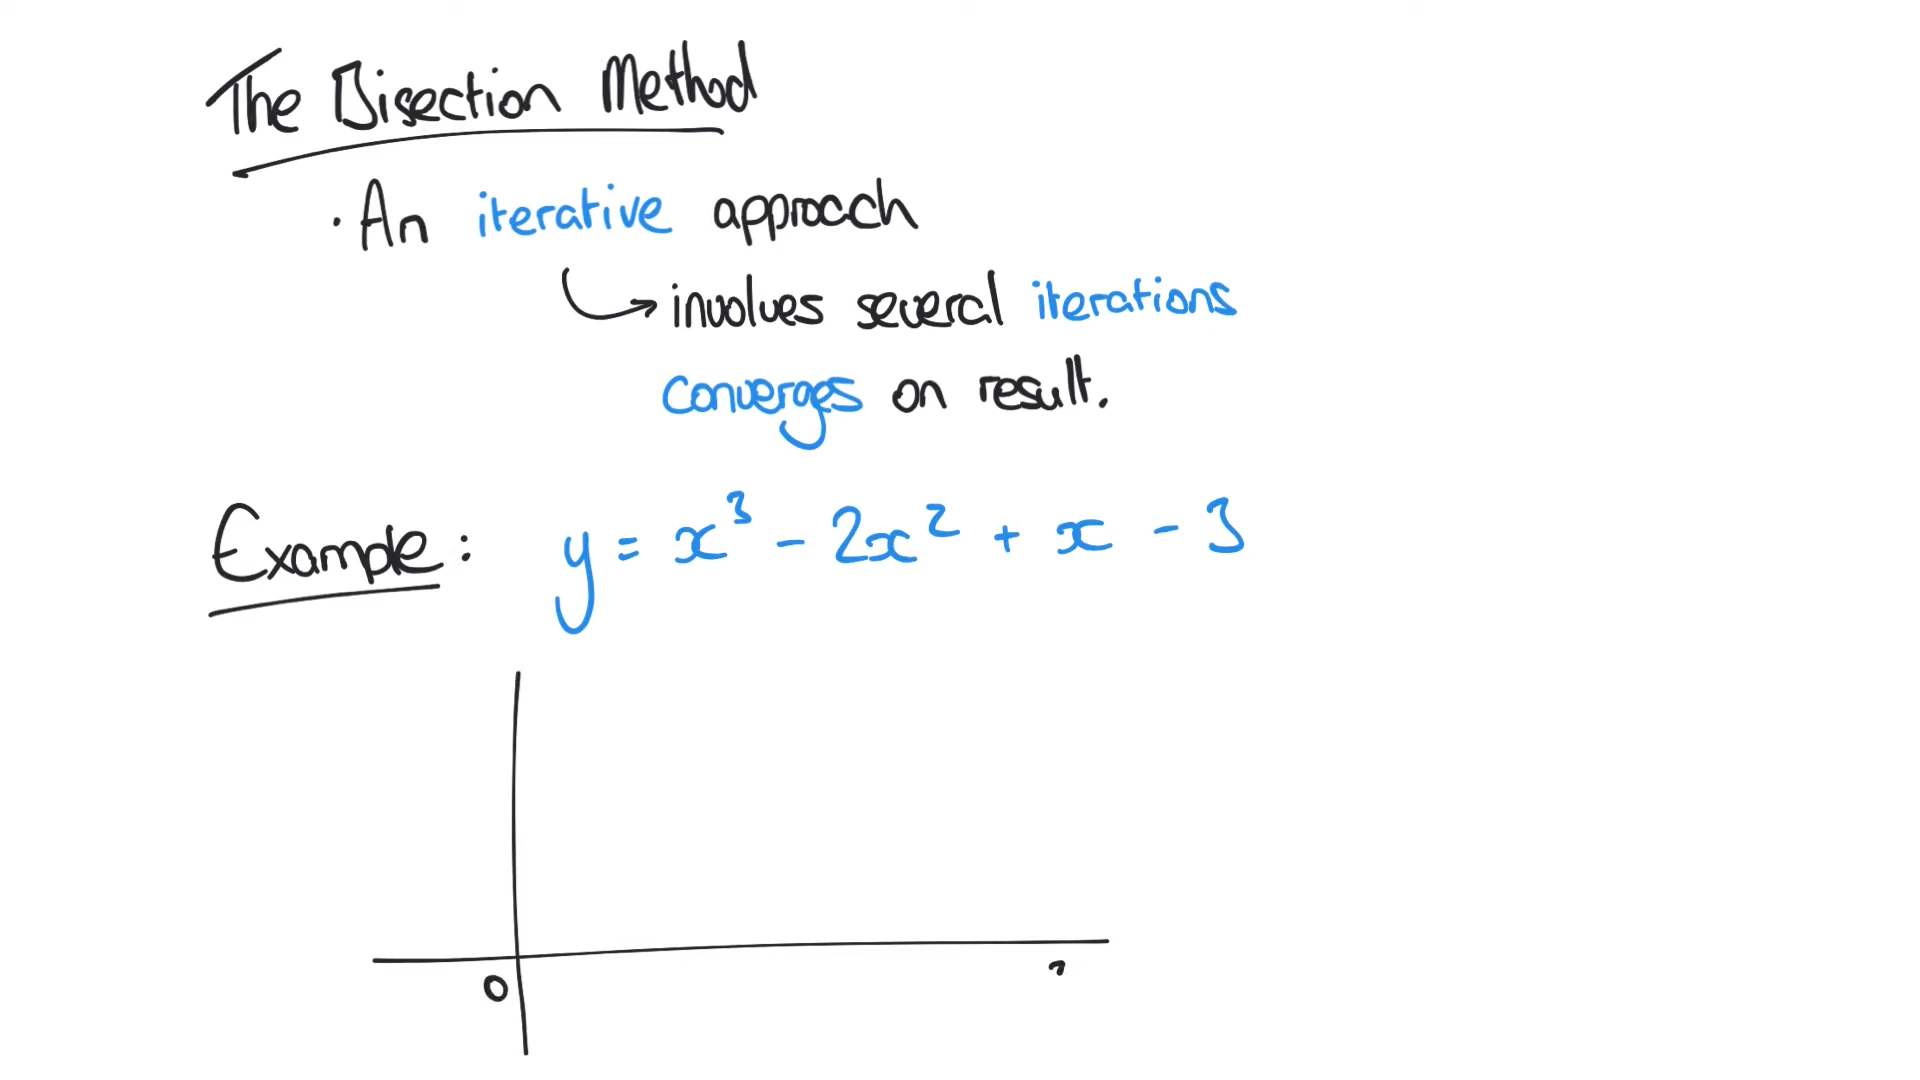 The Bisection Method
· An iterative approach
involves several iterations
converges on result.
Example: y = x³ - 2x² + x - 3
0